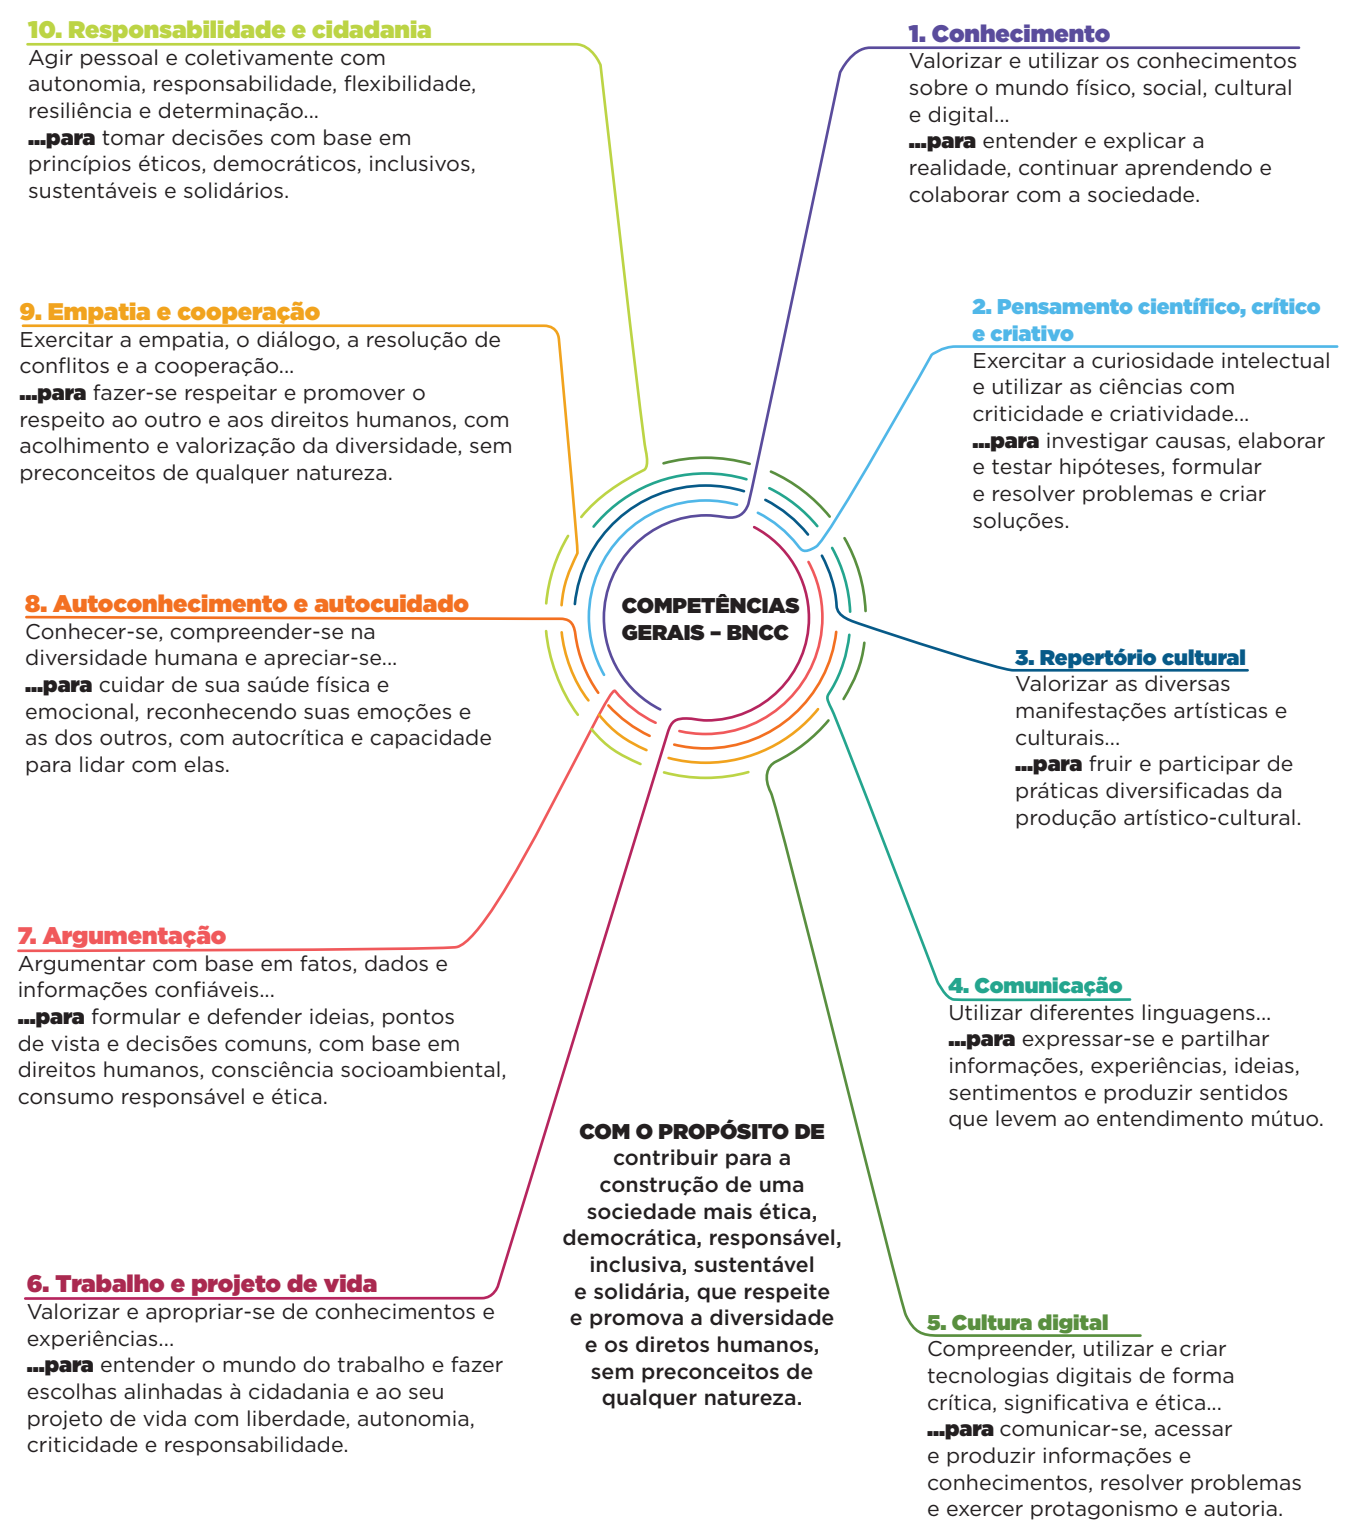 COMPETÊNCIAS
GERAIS – BNCC
1. Conhecimento
Valorizar e utilizar os conhecimentos
sobre o mundo físico, social, cultural
e digital...
...para entender e explicar a
realidade, continuar aprendendo e
colaborar com a sociedade.
2. Pensamento científico, crítico
e criativo
Exercitar a curiosidade intelectual
e utilizar as ciências com
criticidade e criatividade...
...para investigar causas, elaborar
e testar hipóteses, formular
e resolver problemas e criar
soluções.
3. Repertório cultural
Valorizar as diversas
manifestações artísticas e
culturais...
...para fruir e participar de
práticas diversificadas da
produção artístico-cultural.
4. Comunicação
Utilizar diferentes linguagens...
...para expressar-se e partilhar
informações, experiências, ideias,
sentimentos e produzir sentidos
que levem ao entendimento mútuo.
5. Cultura digital
Compreender, utilizar e criar
tecnologias digitais de forma
crítica, significativa e ética...
...para comunicar-se, acessar
e produzir informações e
conhecimentos, resolver problemas
e exercer protagonismo e autoria.
6. Trabalho e projeto de vida
Valorizar e apropriar-se de conhecimentos e
experiências...
...para entender o mundo do trabalho e fazer
escolhas alinhadas à cidadania e ao seu
projeto de vida com liberdade, autonomia,
criticidade e responsabilidade.
7. Argumentação
Argumentar com base em fatos, dados e
informações confiáveis...
...para formular e defender ideias, pontos
de vista e decisões comuns, com base em
direitos humanos, consciência socioambiental,
consumo responsável e ética.
8. Autoconhecimento e autocuidado
Conhecer-se, compreender-se na
diversidade humana e apreciar-se...
...para cuidar de sua saúde física e
emocional, reconhecendo suas emoções e
as dos outros, com autocrítica e capacidade
para lidar com elas.
9. Empatia e cooperação
Exercitar a empatia, o diálogo, a resolução de
conflitos e a cooperação...
...para fazer-se respeitar e promover o
respeito ao outro e aos direitos humanos, com
acolhimento e valorização da diversidade, sem
preconceitos de qualquer natureza.
10. Responsabilidade e cidadania
Agir pessoal e coletivamente com
autonomia, responsabilidade, flexibilidade,
resiliência e determinação...
...para tomar decisões com base em
princípios éticos, democráticos, inclusivos,
sustentáveis e solidários.
COM O PROPÓSITO DE
contribuir para a
construção de uma
sociedade mais ética,
democrática, responsável,
inclusiva, sustentável
e solidária, que respeite
e promova a diversidade
e os diretos humanos,
sem preconceitos de
qualquer natureza.